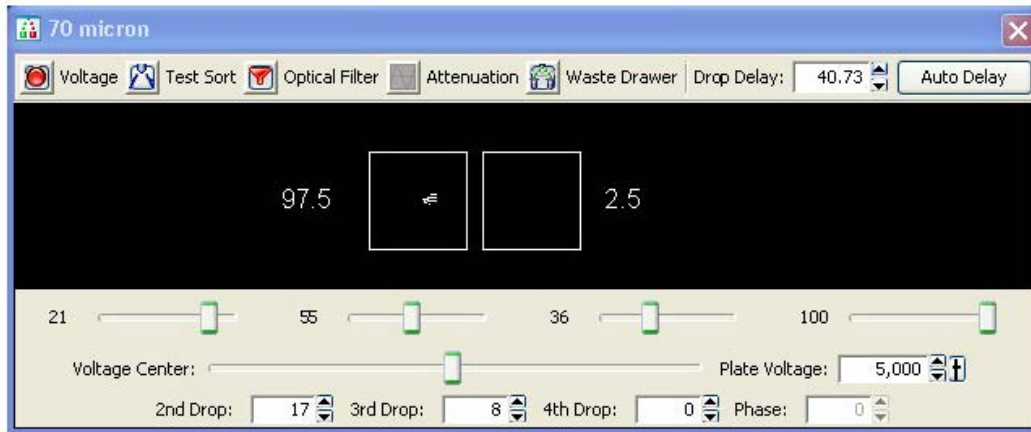 70 micron
Voltage Test Sort Optical Filter Attenuation Waste Drawer Drop Delay: 40.73 Auto Delay
97.5 2.5
21 55 36 100
Voltage Center: Plate Voltage: 5,000
2nd Drop: 17 3rd Drop: 8 4th Drop: 0 Phase: 0